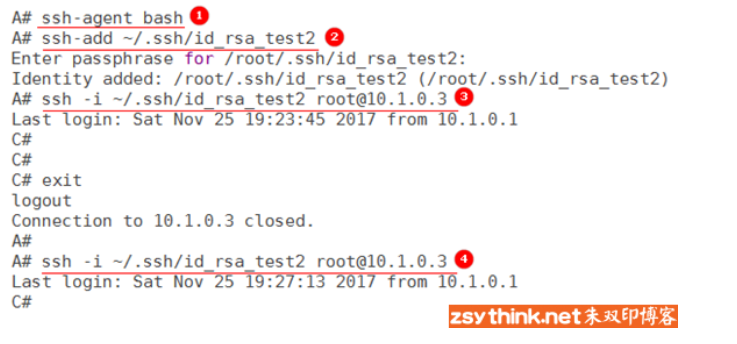 A# ssh-agent bash 1
A# ssh-add ~/.ssh/id_rsa_test2 2
Enter passphrase for /root/.ssh/id_rsa_test2:
Identity added: /root/.ssh/id_rsa_test2 (/root/.ssh/id_rsa_test2)
A# ssh -i ~/.ssh/id_rsa_test2 root@10.1.0.3 3
Last login: Sat Nov 25 19:23:45 2017 from 10.1.0.1
C#
C#
C# exit
logout
Connection to 10.1.0.3 closed.
A#
A# ssh -i ~/.ssh/id_rsa_test2 root@10.1.0.3 4
Last login: Sat Nov 25 19:27:13 2017 from 10.1.0.1
C#
zsythink.net朱双印博客